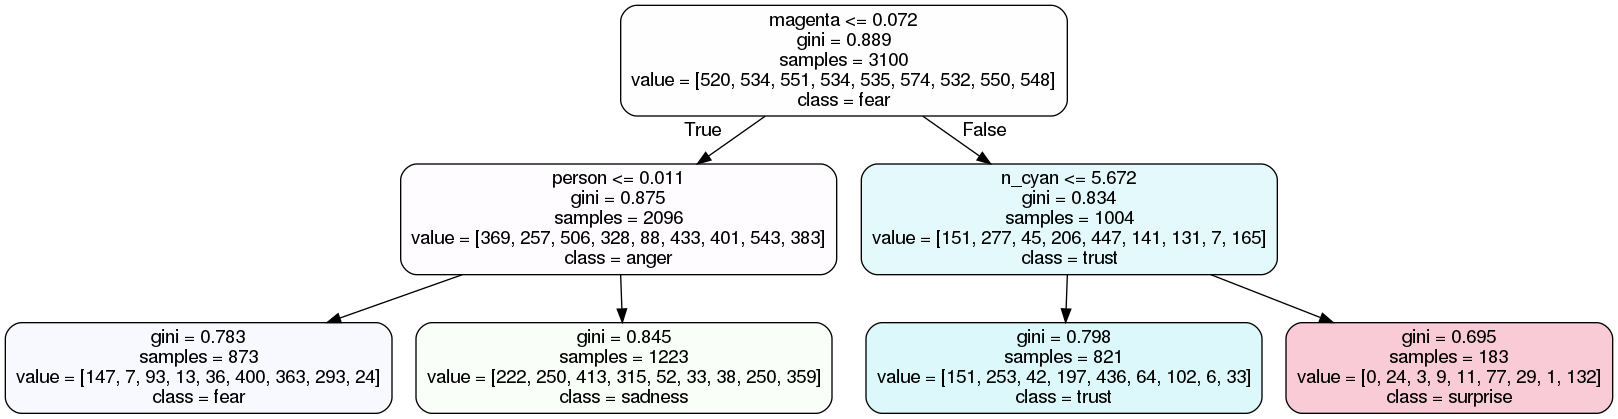 magenta <= 0.072
gini = 0.889
samples = 3100
value = [520, 534, 551, 534, 535, 574, 532, 550, 548]
class = fear
True
False
person <= 0.011
gini = 0.875
samples = 2096
value = [369, 257, 506, 328, 88, 433, 401, 543, 383]
class = anger
n_cyan <= 5.672
gini = 0.834
samples = 1004
value = [151, 277, 45, 206, 447, 141, 131, 7, 165]
class = trust
gini = 0.783
samples = 873
value = [147, 7, 93, 13, 36, 400, 363, 293, 24]
class = fear
gini = 0.845
samples = 1223
value = [222, 250, 413, 315, 52, 33, 38, 250, 359]
class = sadness
gini = 0.798
samples = 821
value = [151, 253, 42, 197, 436, 64, 102, 6, 33]
class = trust
gini = 0.695
samples = 183
value = [0, 24, 3, 9, 11, 77, 29, 1, 132]
class = surprise